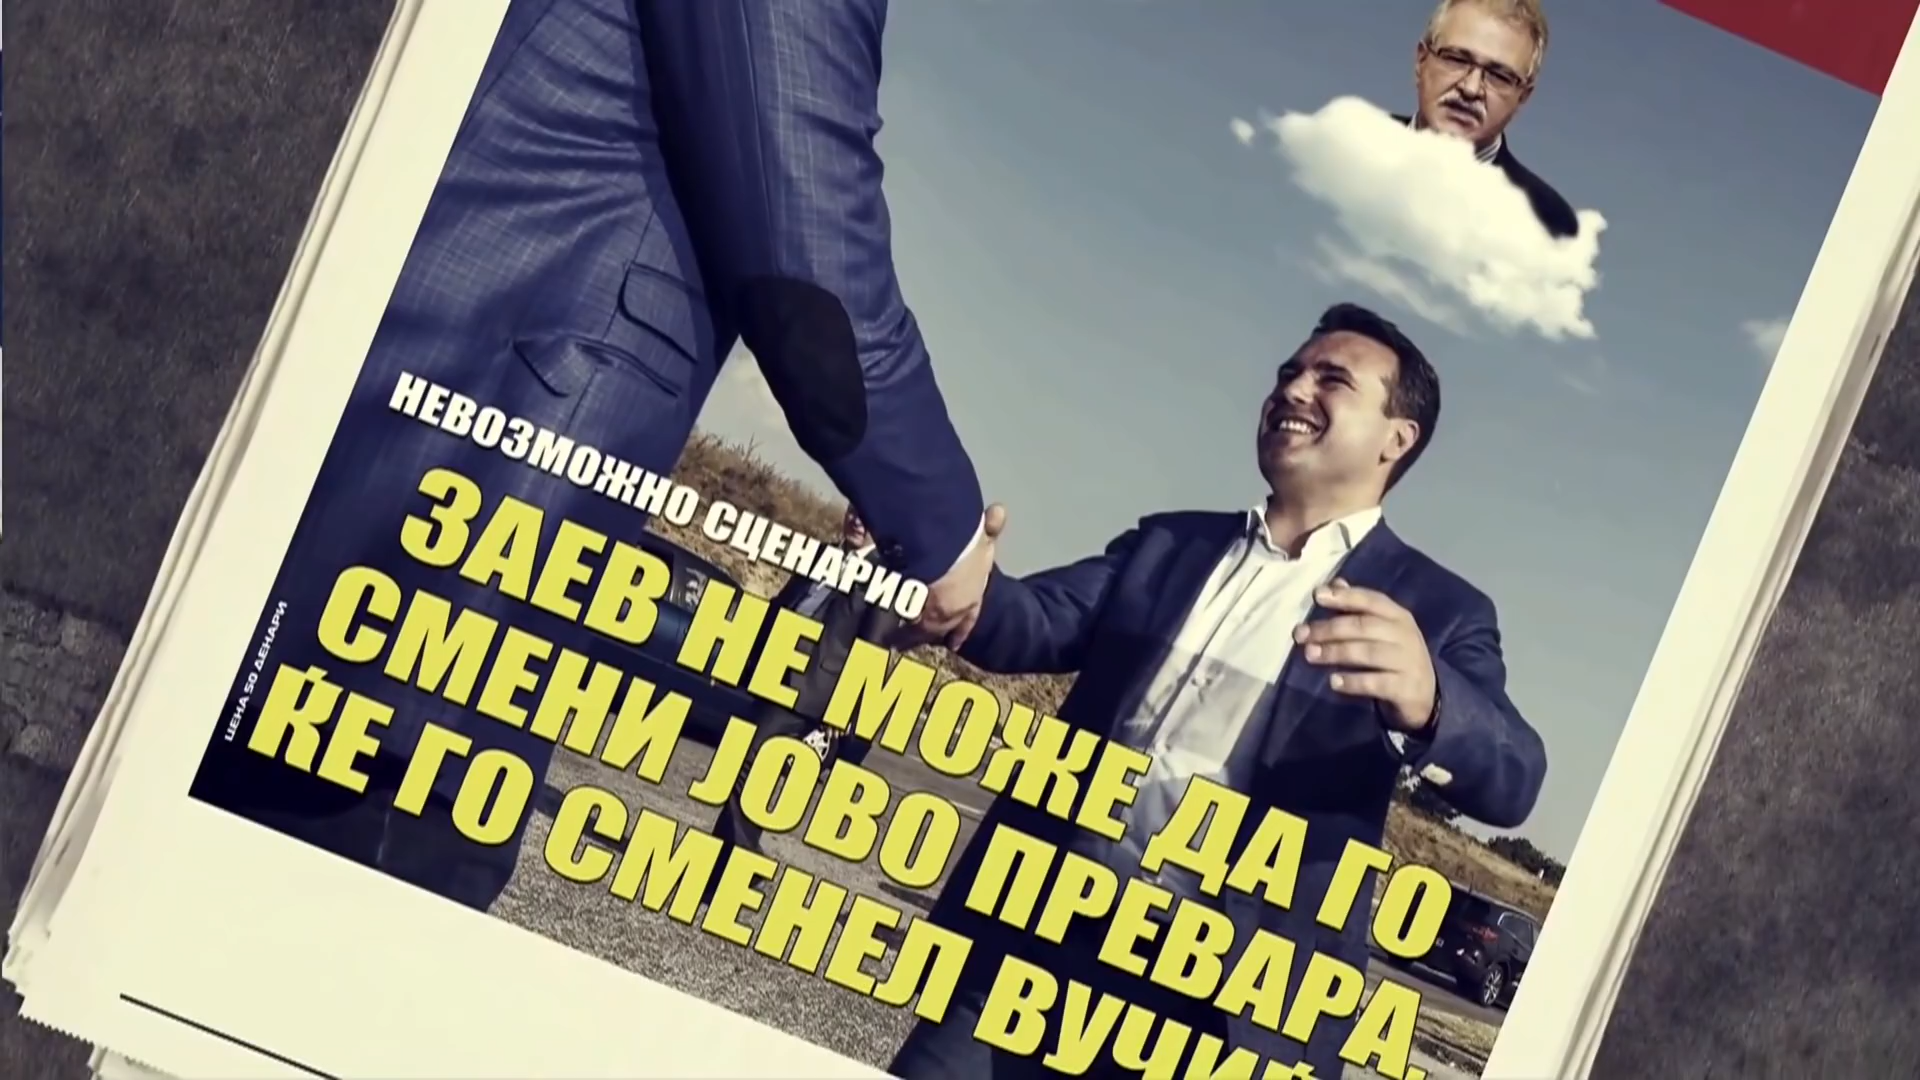 НЕВОЗМОЖНО СЦЕНАРИО
ЗАЕВ НЕ МОЖЕ ДА ГО
СМЕНИ ЈОВО ПРЕВАРА,
ЌЕ ГО СМЕНЕЛ ВУЧИЌ
ЦЕНА 50 ДЕНАРИ